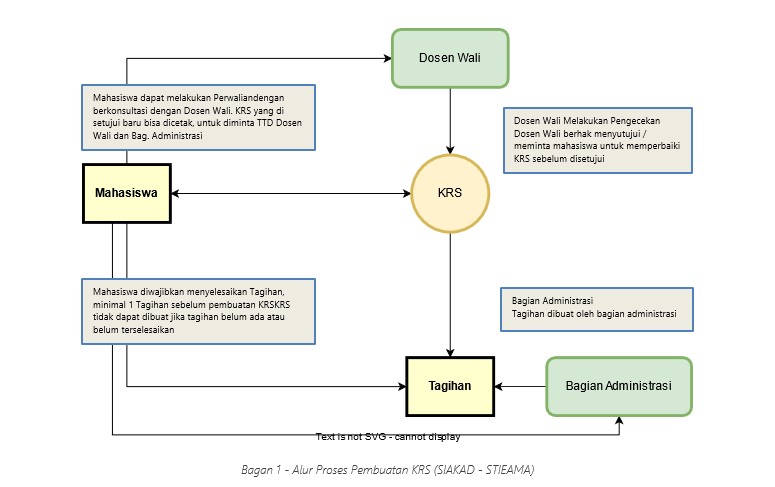 Dosen Wali
Mahasiswa dapat melakukan Perwaliandengan
berkonsultasi dengan Dosen Wali. KRS yang di
setujui baru bisa dicetak, untuk diminta TTD Dosen
Wali dan Bag. Administrasi
Dosen Wali Melakukan Pengecekan
Dosen Wali berhak menyutujui /
meminta mahasiswa untuk memperbaiki
KRS sebelum disetujui
Mahasiswa
KRS
Mahasiswa diwajibkan menyelesaikan Tagihan,
minimal 1 Tagihan sebelum pembuatan KRSKRS
tidak dapat dibuat jika tagihan belum ada atau
belum terselesaikan
Bagian Administrasi
Tagihan dibuat oleh bagian administrasi
Tagihan
Bagian Administrasi
Text is not SVG - cannot display
Bagan 1 - Alur Proses Pembuatan KRS (SIAKAD - STIEAMA)